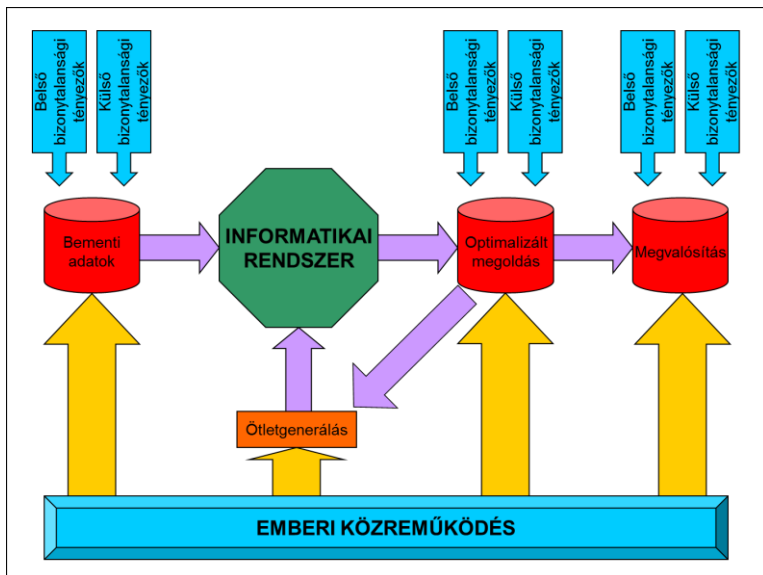 Belső
bizonytalansági
tényezők
Külső
bizonytalansági
tényezők
Belső
bizonytalansági
tényezők
Külső
bizonytalansági
tényezők
Belső
bizonytalansági
tényezők
Külső
bizonytalansági
tényezők
Bementi
adatok
INFORMATIKAI
RENDSZER
Optimalizált
megoldás
Megvalósítás
Ötletgenerálás
EMBERI KÖZREMŰKÖDÉS